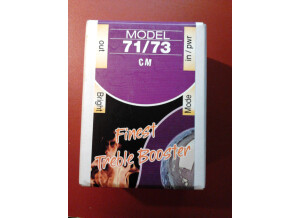 MODEL
71/73
CM
out
in / pwr
Bright
Mode
Finest
Treble Booster